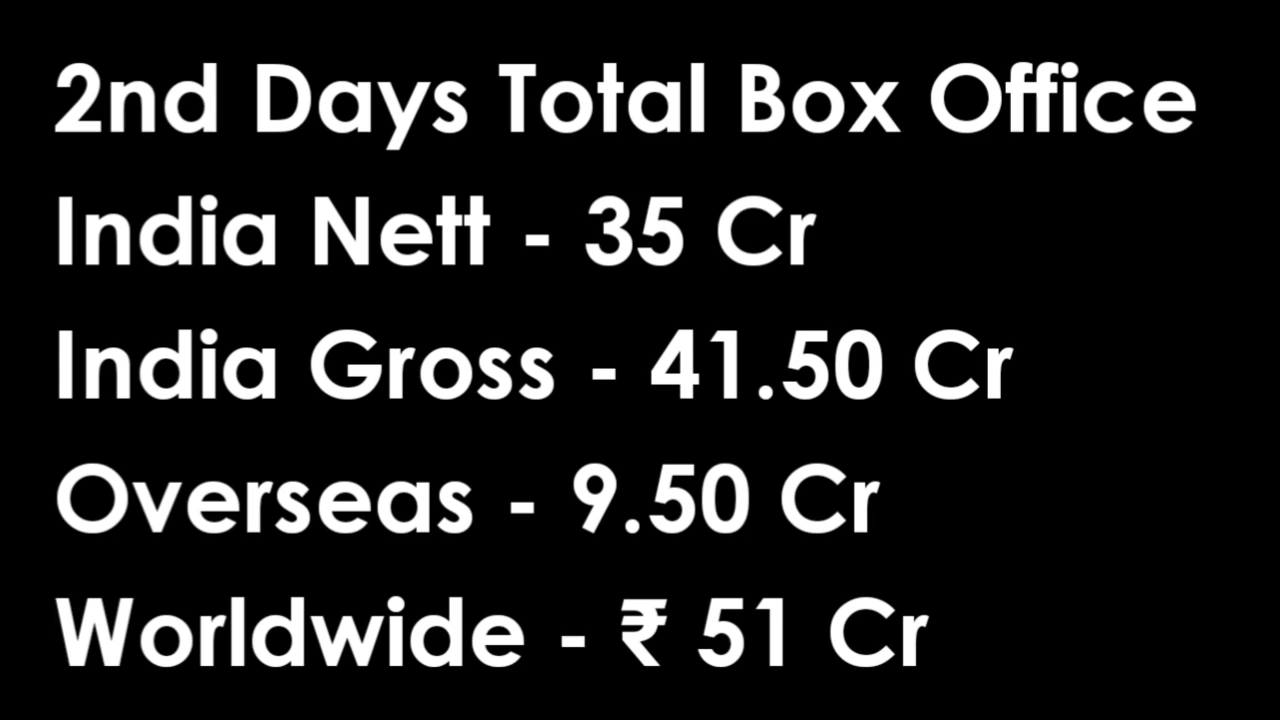 2nd Days Total Box Office
India Nett - 35 Cr
India Gross - 41.50 Cr
Overseas - 9.50 Cr
Worldwide - ₹ 51 Cr